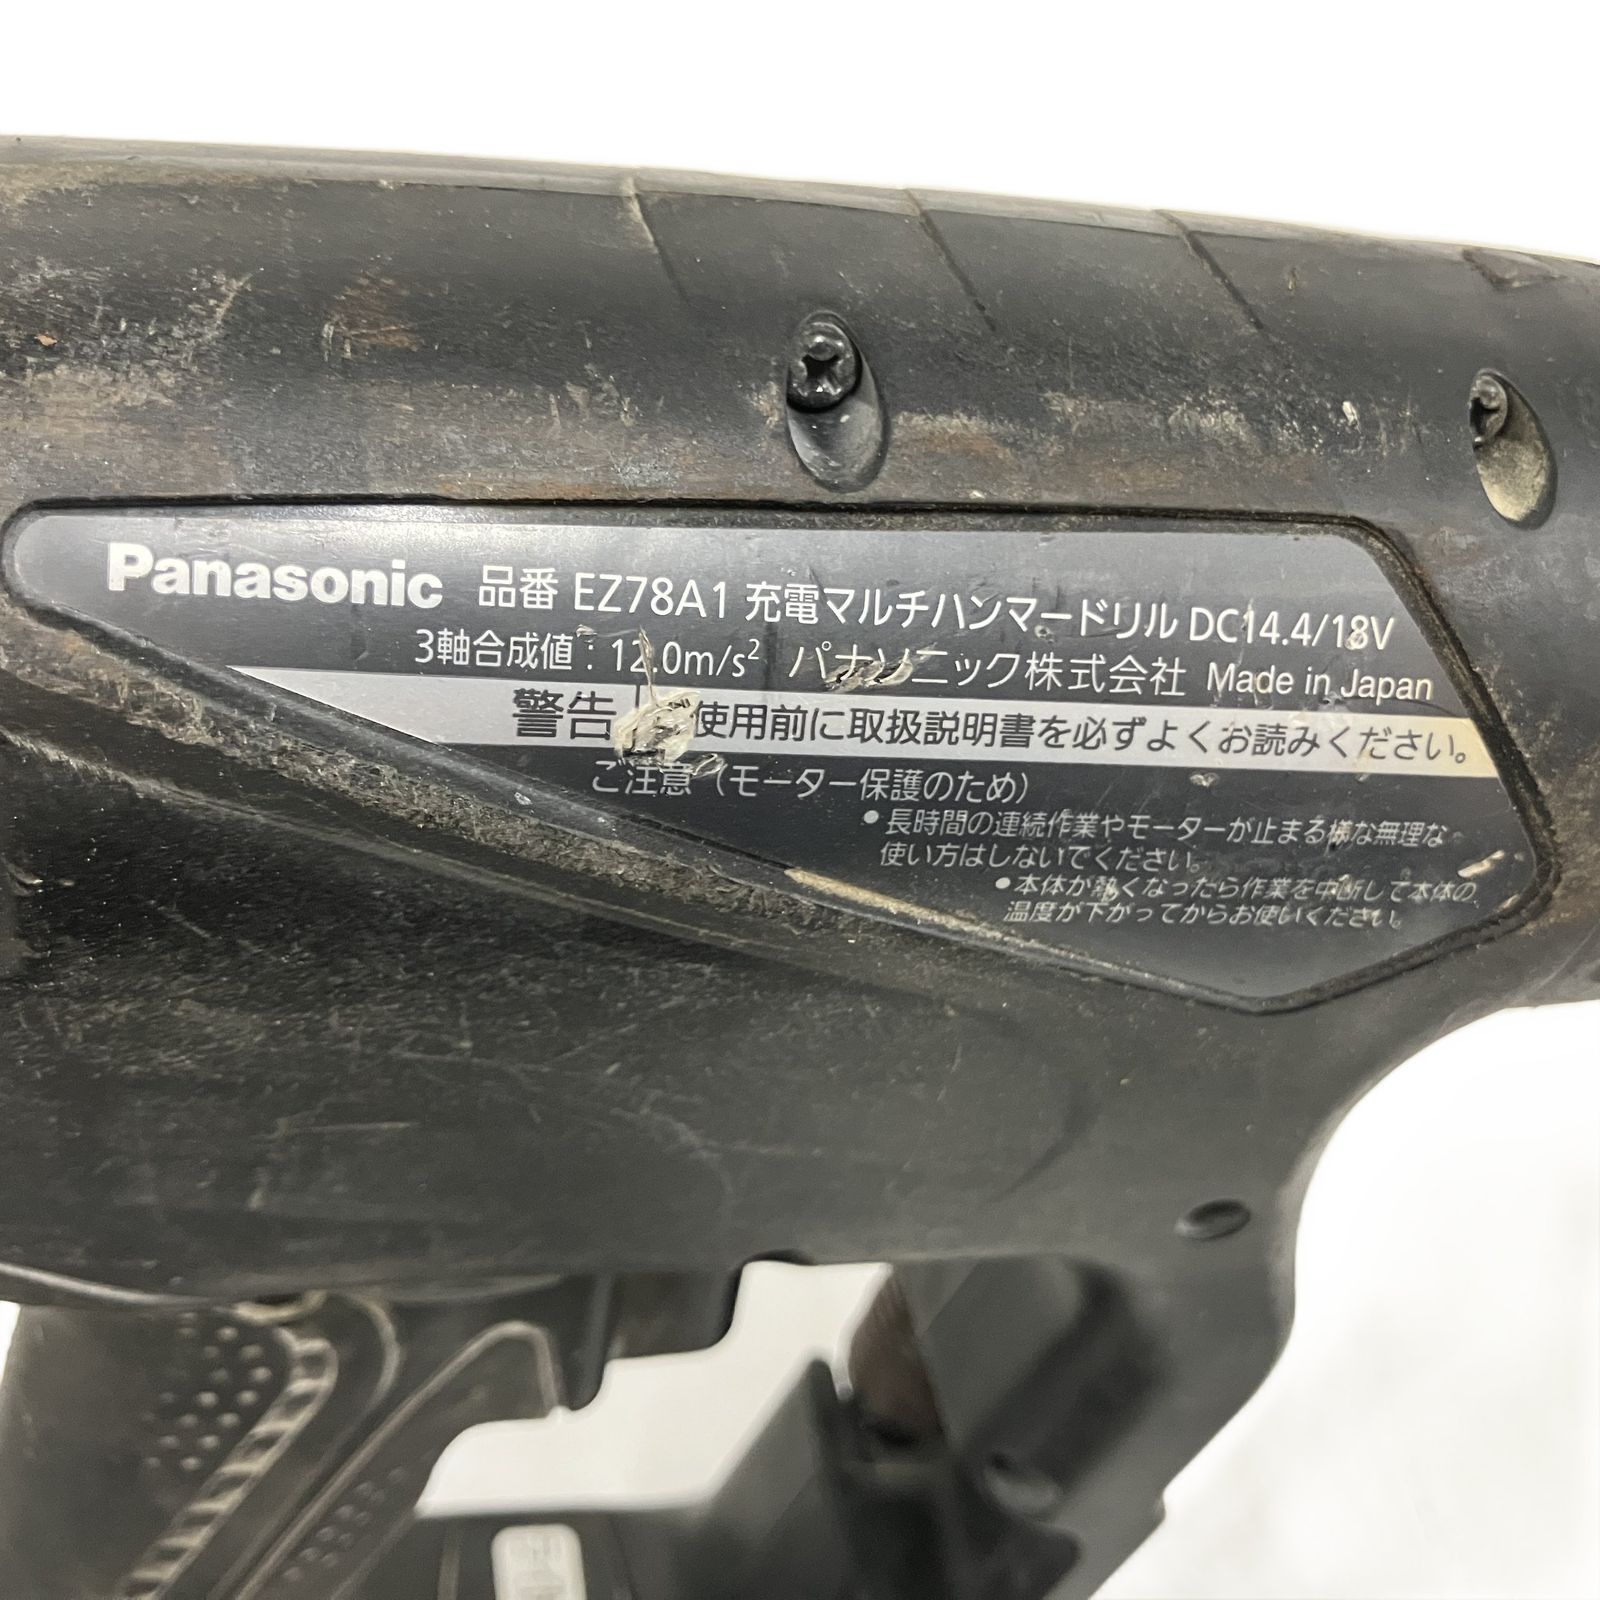 Panasonic 品番 EZ78A1 充電マルチハンマードリル DC14.4/18V
3軸合成値：12.0m/s² パナソニック株式会社 Made in Japan
警告 使用前に取扱説明書を必ずよくお読みください。
ご注意（モーター保護のため）
●長時間の連続作業やモーターが止まる様な無理な
使い方はしないでください。
●本体が熱くなったら作業を中断して本体の
温度が下がってからお使いください。